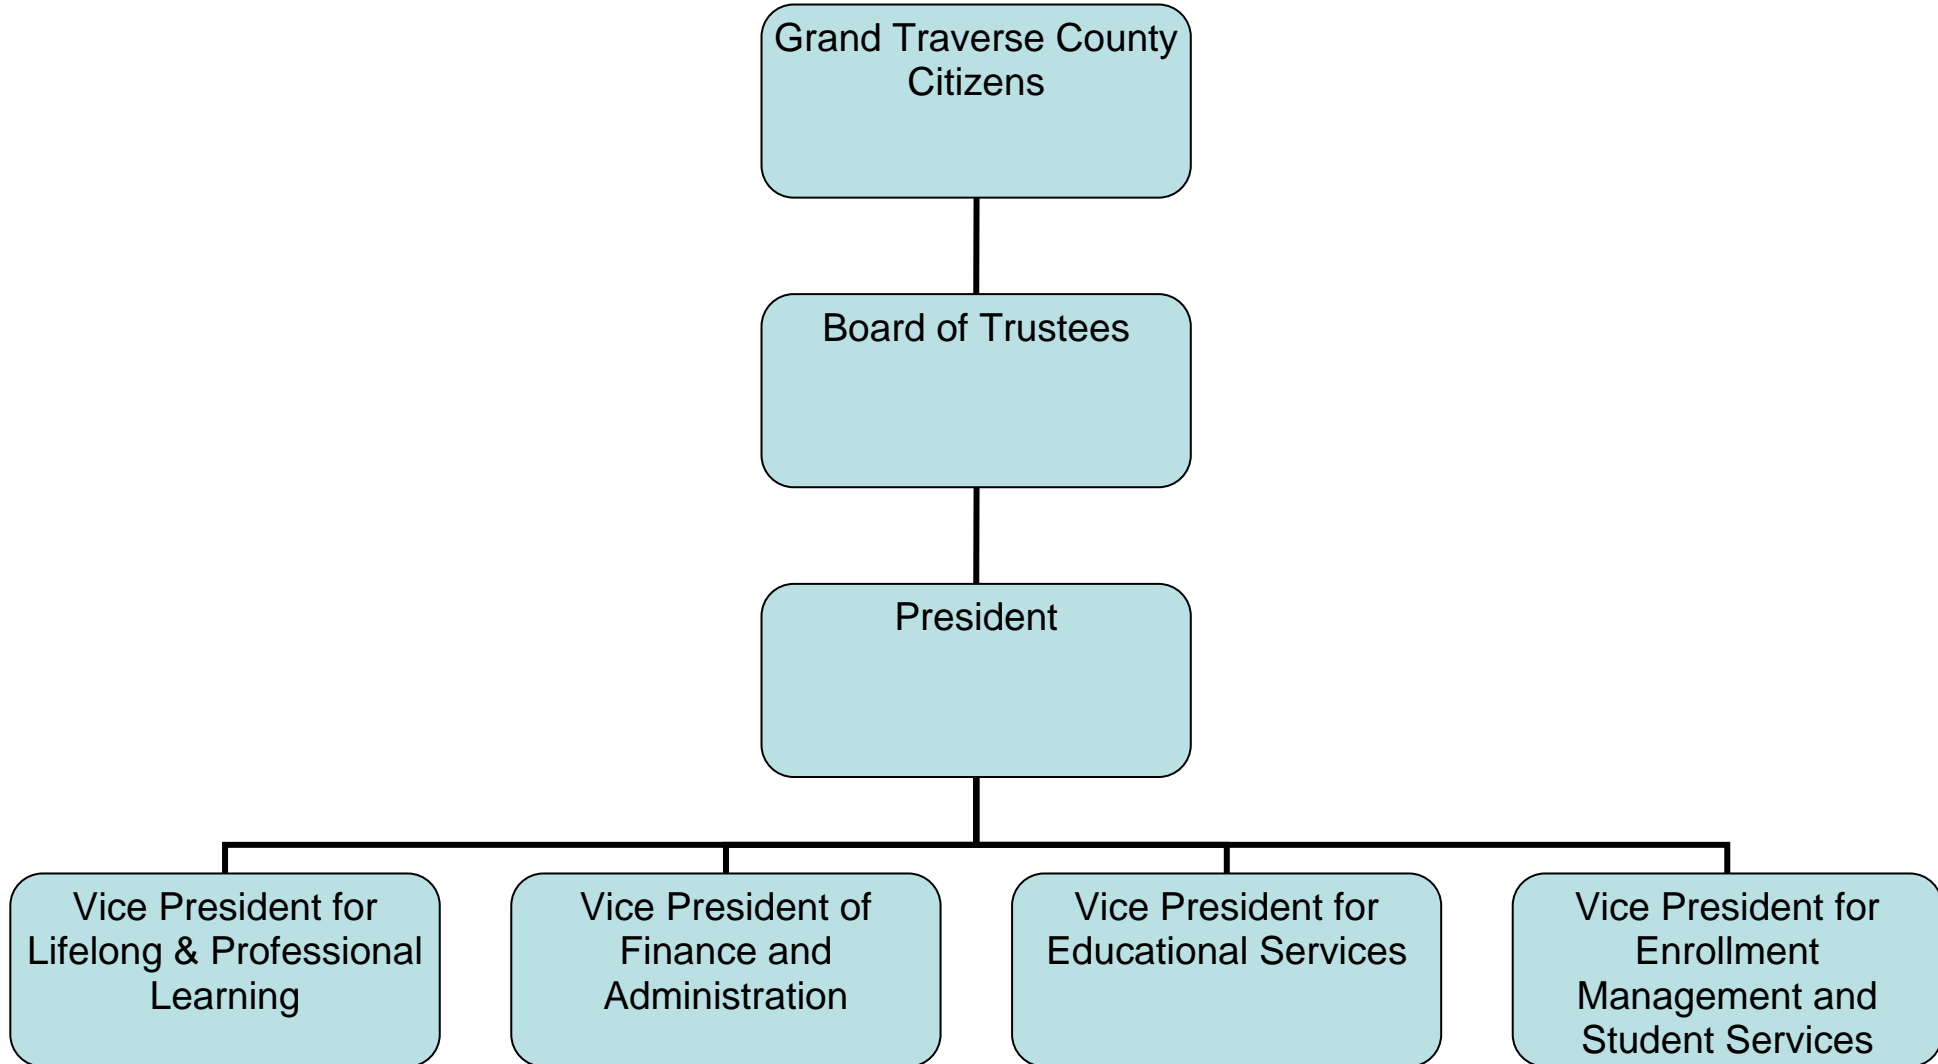 Grand Traverse County
Citizens
Board of Trustees
President
Vice President for
Lifelong & Professional
Learning
Vice President of
Finance and
Administration
Vice President for
Educational Services
Vice President for
Enrollment
Management and
Student Services